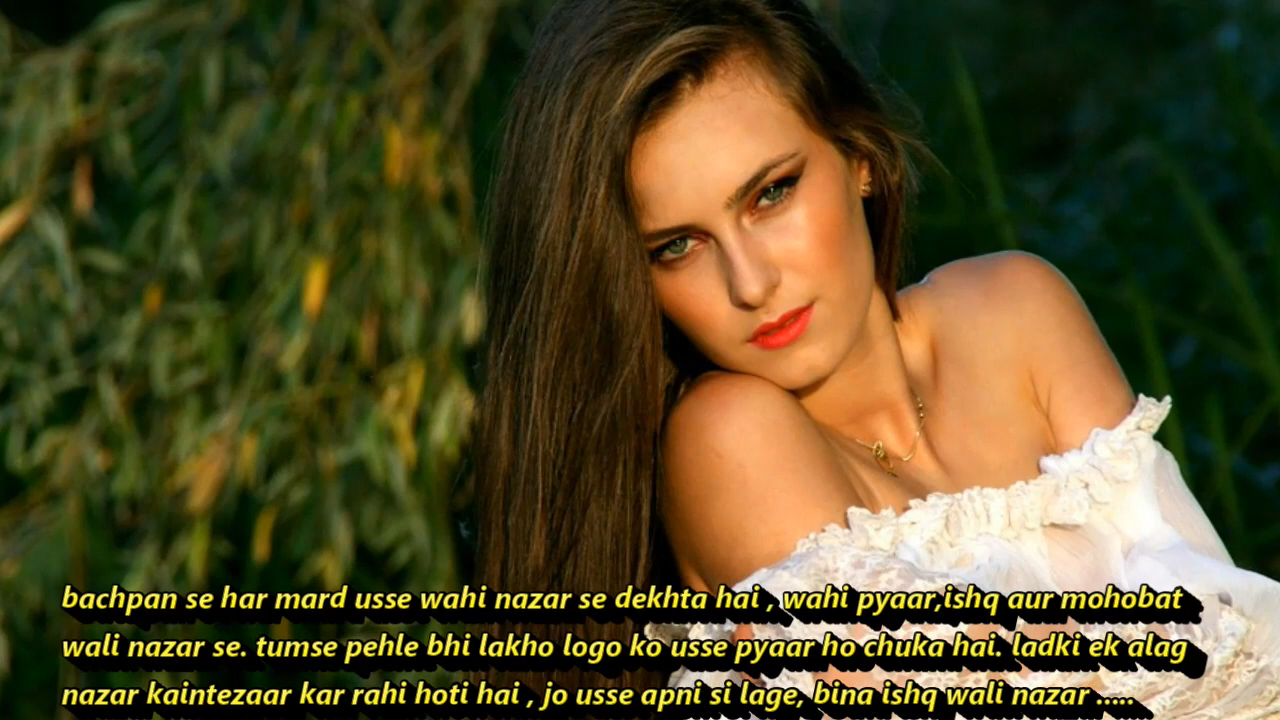 bachpan se har mard usse wahi nazar se dekhta hai , wahi pyaar,ishq aur mohobat
wali nazar se. tumse pehle bhi lakho logo ko usse pyaar ho chuka hai. ladki ek alag
nazar kaintezaar kar rahi hoti hai , jo usse apni si lage, bina ishq wali nazar .....